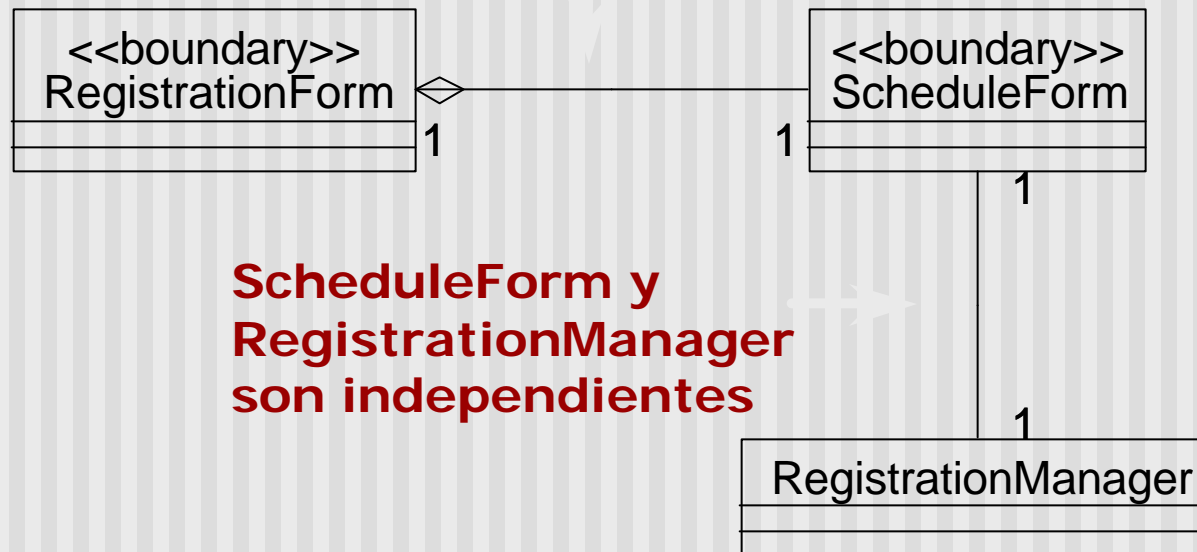 <<boundary>>
RegistrationForm
<<boundary>>
ScheduleForm
1
1
1
ScheduleForm y
RegistrationManager
son independientes
1
RegistrationManager